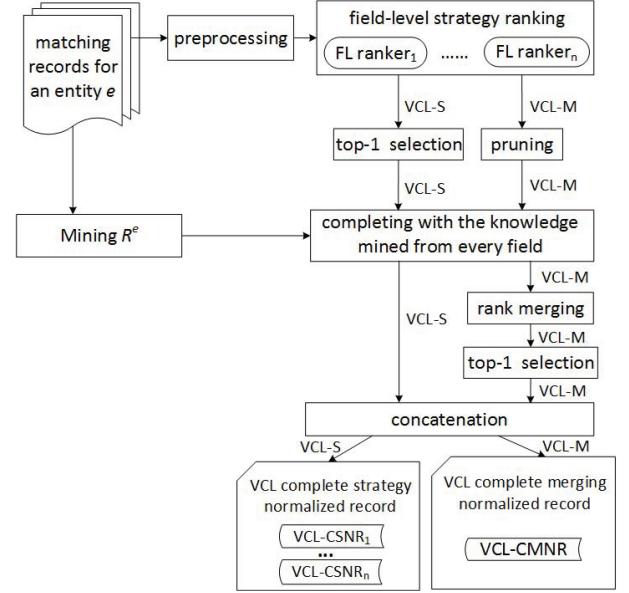 matching
records for
an entity e
preprocessing
field-level strategy ranking
FL ranker₁ ...... FL rankerₙ
VCL-S VCL-M
top-1 selection pruning
VCL-S VCL-M
Mining Rᵉ
completing with the knowledge
mined from every field
VCL-M
rank merging
VCL-S
VCL-M
top-1 selection
VCL-M
concatenation
VCL-S VCL-M
VCL complete strategy
normalized record
VCL-CSNR₁
...
VCL-CSNRₙ
VCL complete merging
normalized record
VCL-CMNR